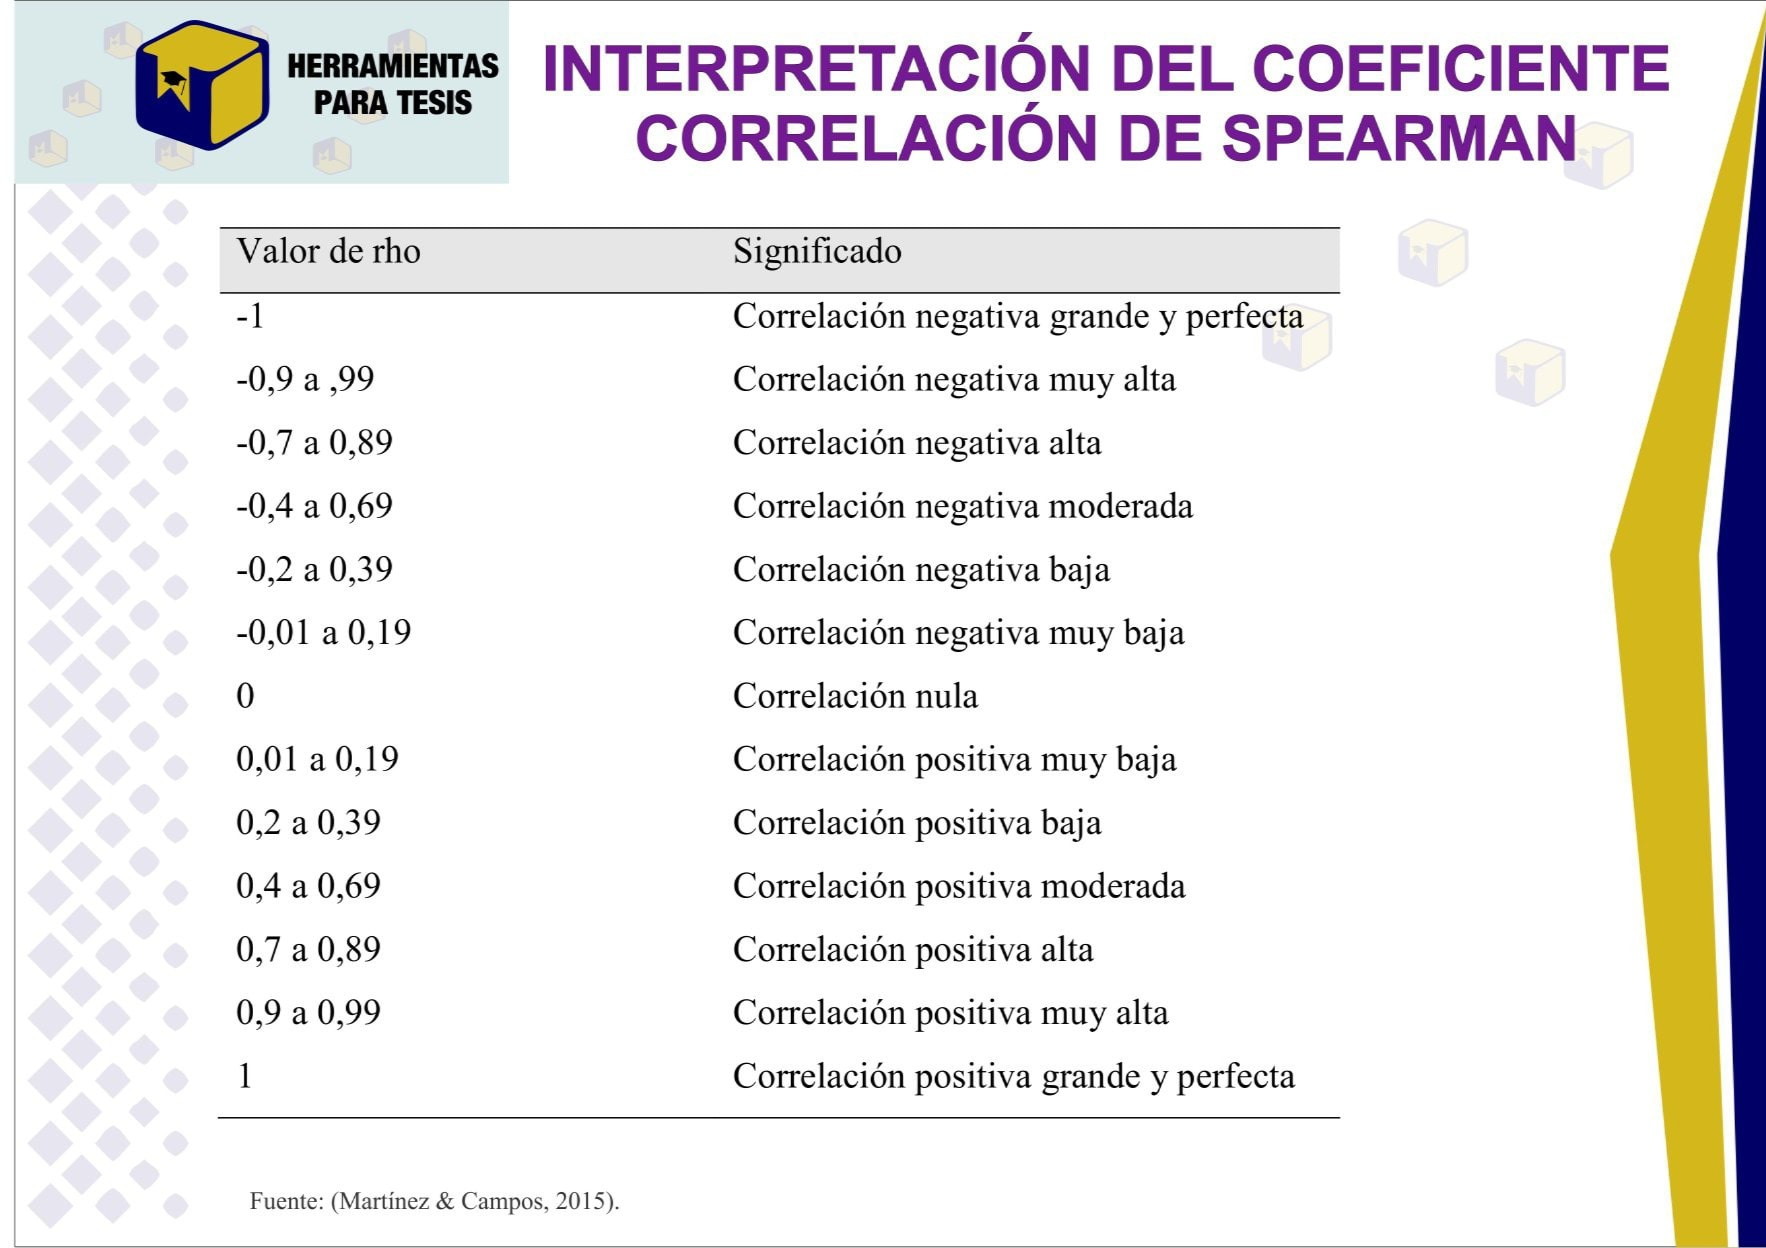 HERRAMIENTAS
PARA TESIS
INTERPRETACIÓN DEL COEFICIENTE
CORRELACIÓN DE SPEARMAN
Valor de rho Significado
-1 Correlación negativa grande y perfecta
-0,9 a ,99 Correlación negativa muy alta
-0,7 a 0,89 Correlación negativa alta
-0,4 a 0,69 Correlación negativa moderada
-0,2 a 0,39 Correlación negativa baja
-0,01 a 0,19 Correlación negativa muy baja
0 Correlación nula
0,01 a 0,19 Correlación positiva muy baja
0,2 a 0,39 Correlación positiva baja
0,4 a 0,69 Correlación positiva moderada
0,7 a 0,89 Correlación positiva alta
0,9 a 0,99 Correlación positiva muy alta
1 Correlación positiva grande y perfecta
Fuente: (Martínez & Campos, 2015).